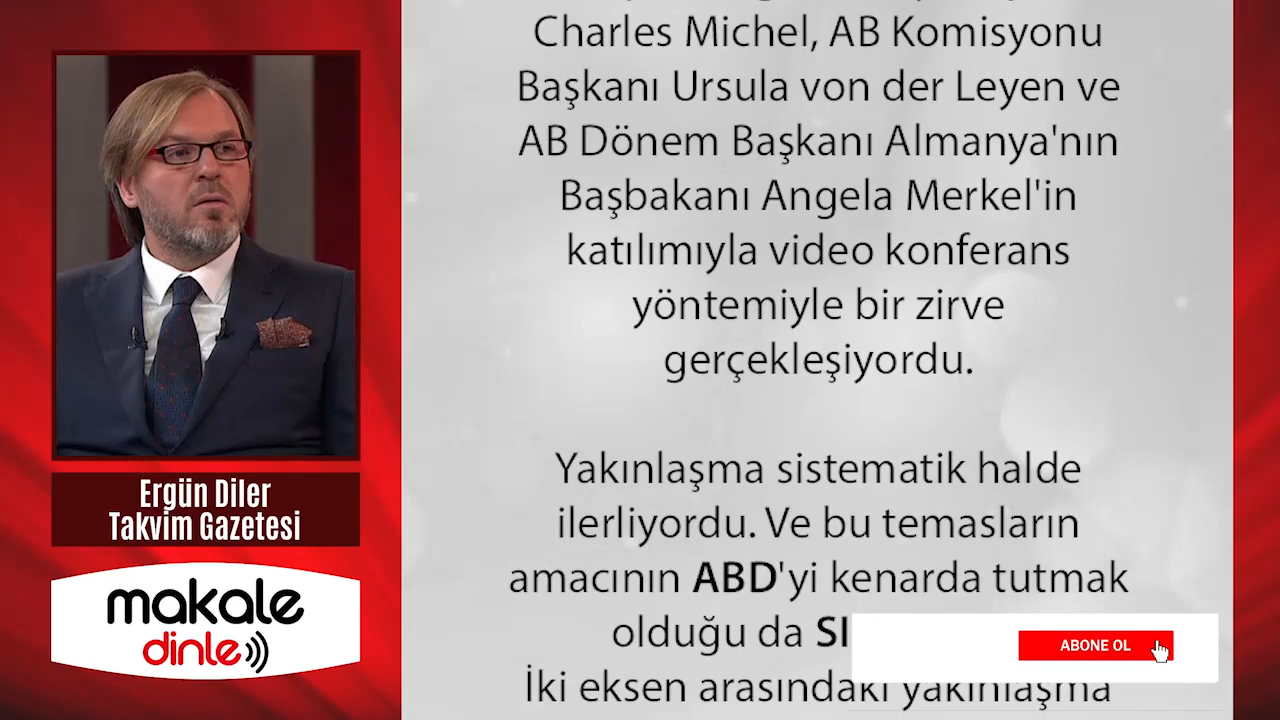 Charles Michel, AB Komisyonu
Başkanı Ursula von der Leyen ve
AB Dönem Başkanı Almanya'nın
Başbakanı Angela Merkel'in
katılımıyla video konferans
yöntemiyle bir zirve
gerçekleşiyordu.
Yakınlaşma sistematik halde
ilerliyordu. Ve bu temasların
amacının ABD'yi kenarda tutmak
olduğu da
İki eksen arasındaki yakınlaşma
Ergün Diler
Takvim Gazetesi
makale
dinle
ABONE OL